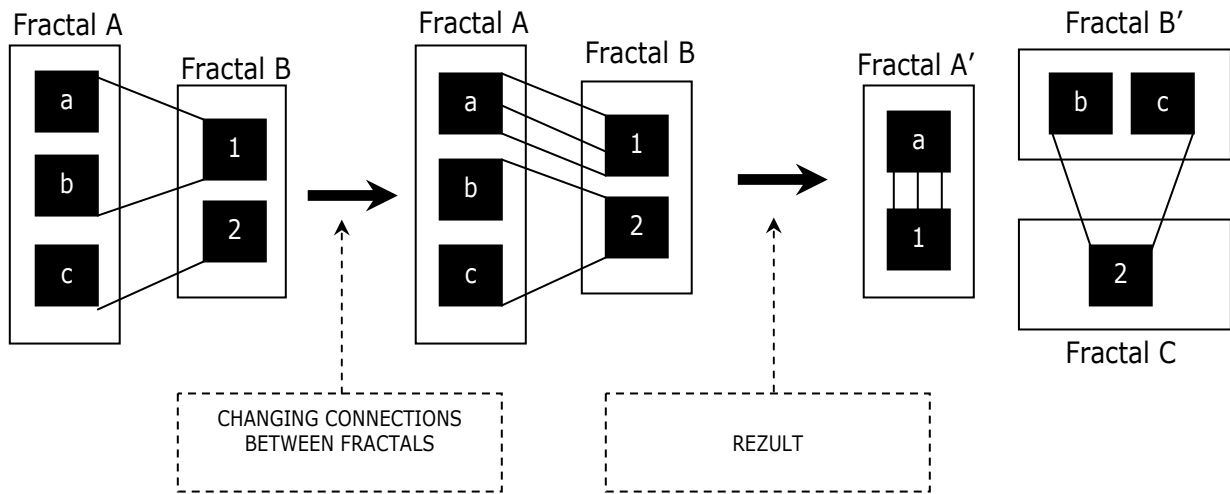 Fractal A
Fractal B
a
b
c
1
2
Fractal A
Fractal B
a
b
c
1
2
Fractal A’
a
1
Fractal B’
b c
2
Fractal C
CHANGING CONNECTIONS
BETWEEN FRACTALS
REZULT